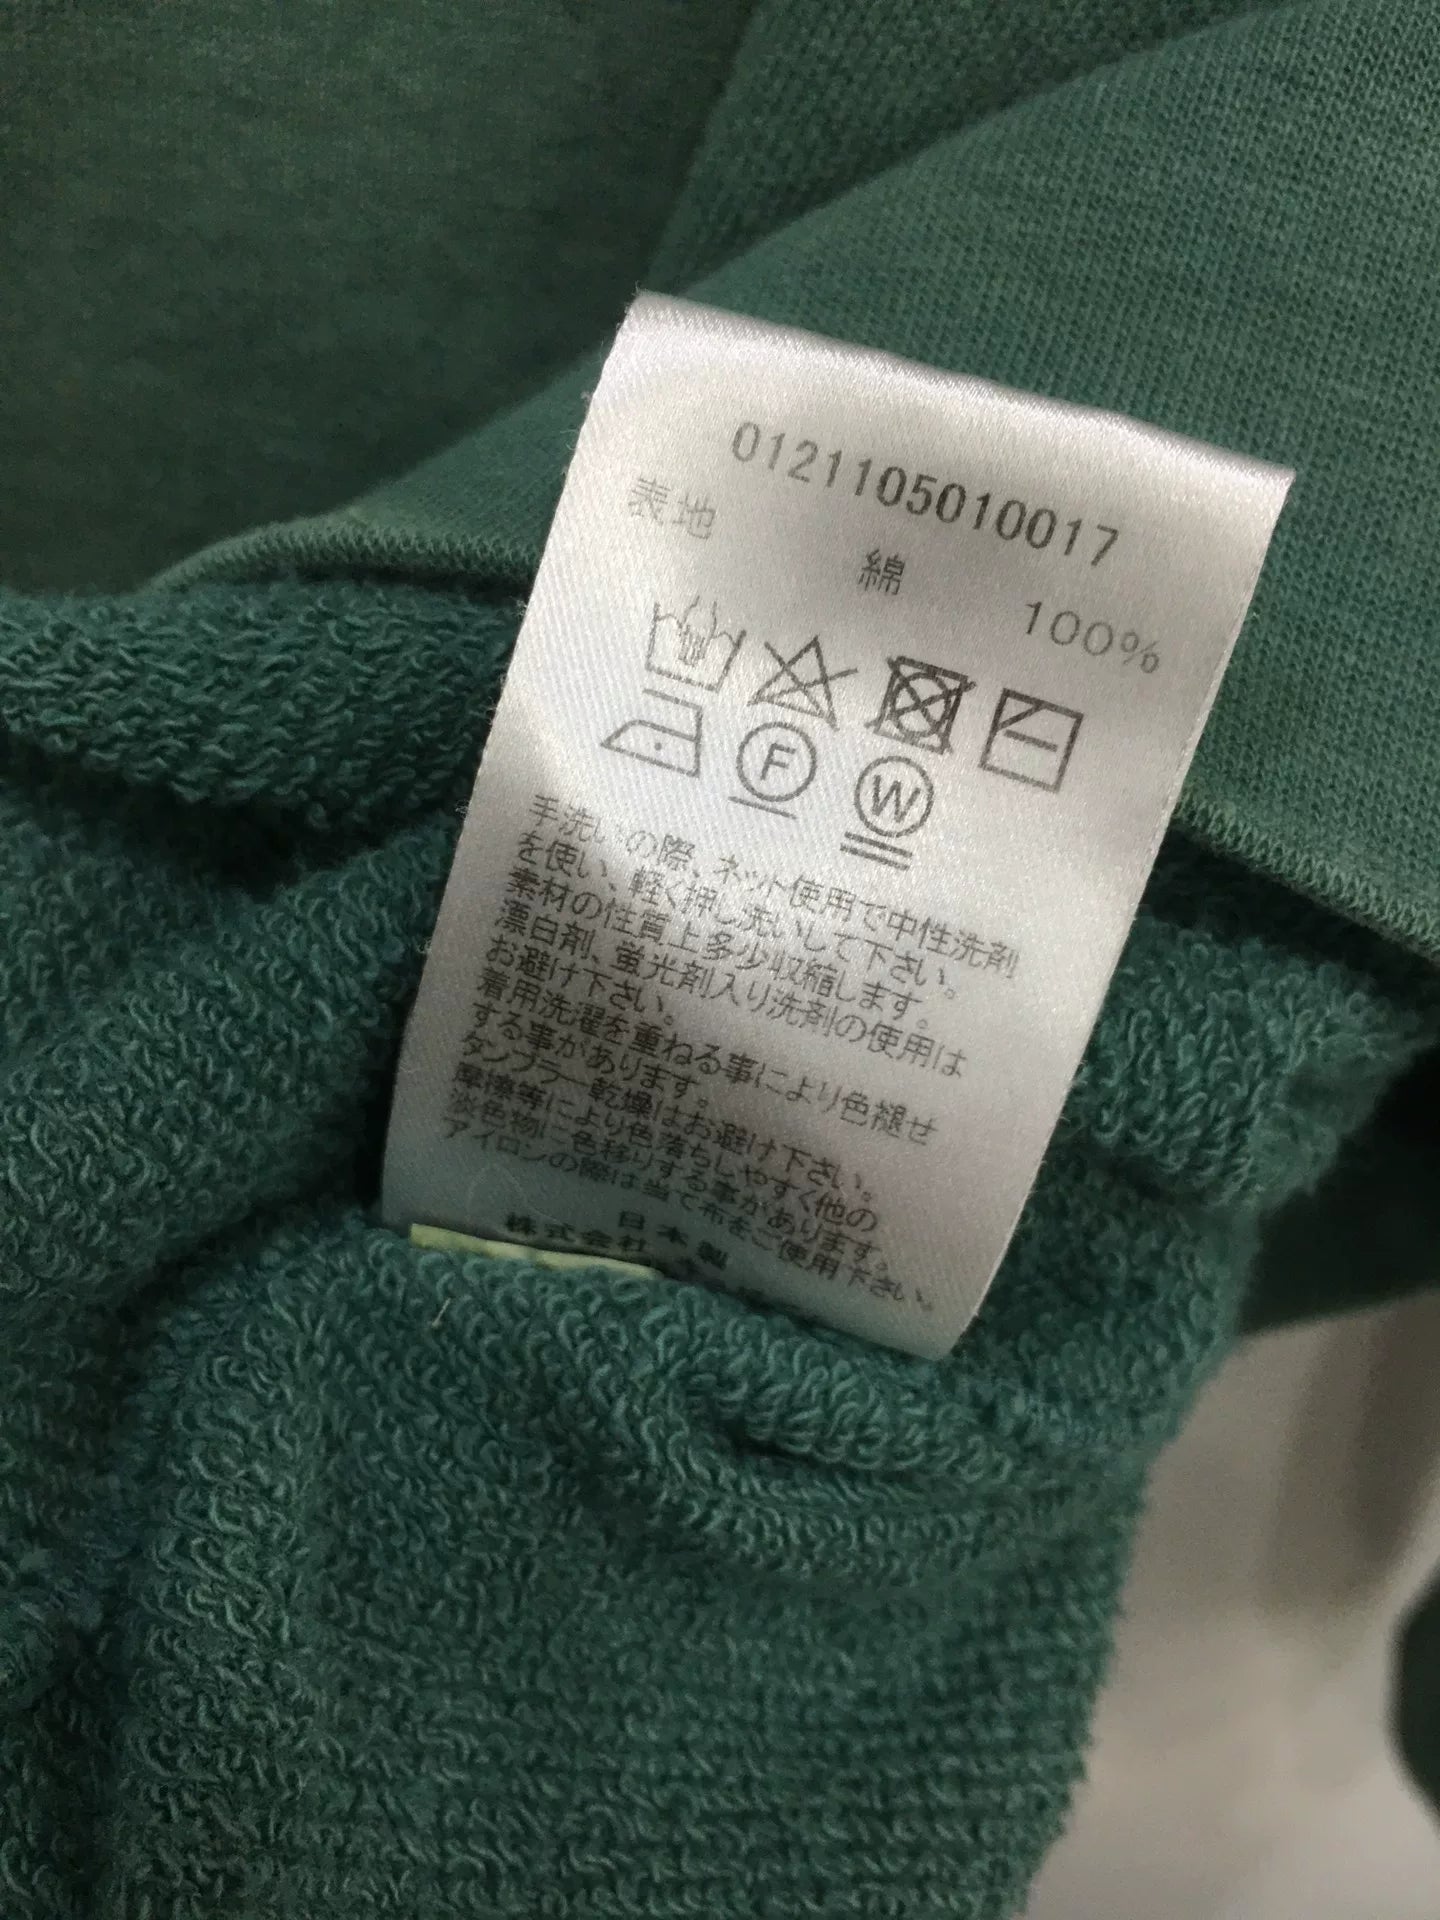 0121105010017
表地 綿 100%
F W
手洗いの際、ネット使用で中性洗剤
を使い、軽く押し洗いして下さい。
素材の性質上多少収縮します。
漂白剤、蛍光剤入り洗剤の使用は
お避け下さい。
着用洗濯を重ねる事により色褪せ
する事があります。
タンブラー乾燥はお避け下さい。
摩擦等により色落ちしやすく他の
淡色物に色移りする事があります。
アイロンの際は当て布をご使用下さい。
日本製
株式会社